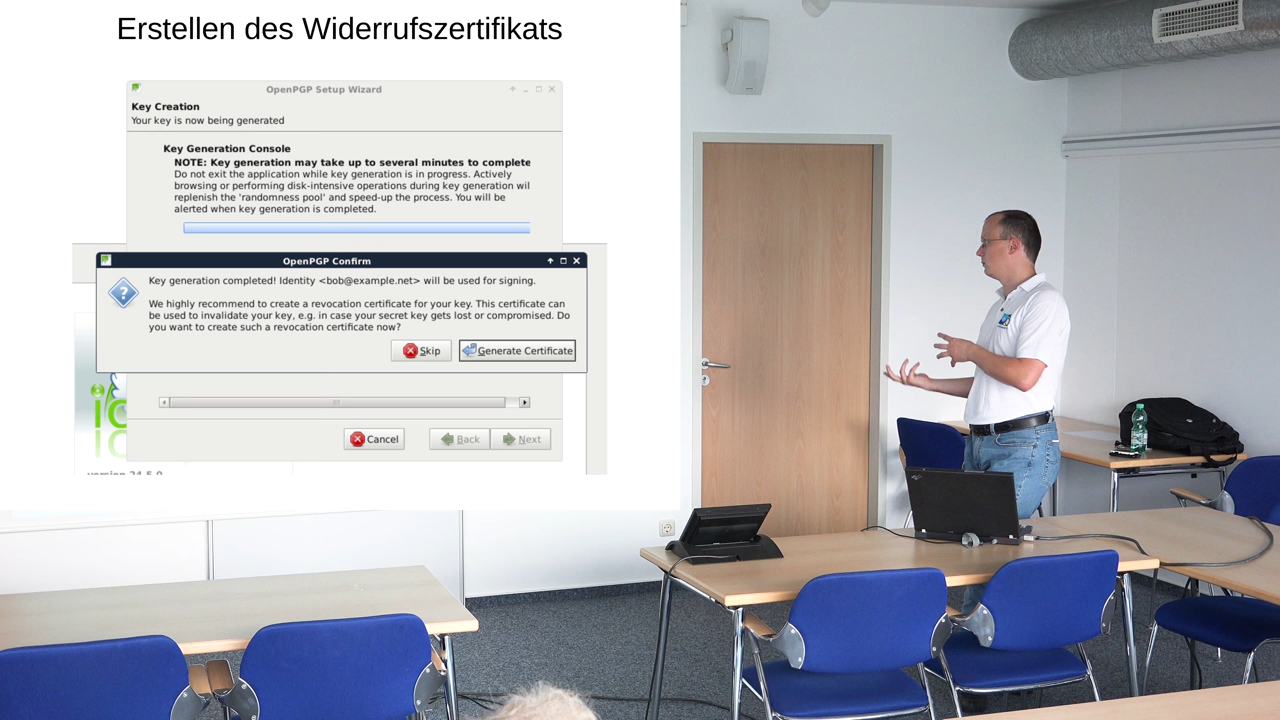 Erstellen des Widerrufszertifikats
OpenPGP Setup Wizard
Key Creation
Your key is now being generated
Key Generation Console
NOTE: Key generation may take up to several minutes to complete
Do not exit the application while key generation is in progress. Actively
browsing or performing disk-intensive operations during key generation wil
replenish the 'randomness pool' and speed-up the process. You will be
alerted when key generation is completed.
OpenPGP Confirm
Key generation completed! Identity <bob@example.net> will be used for signing.
We highly recommend to create a revocation certificate for your key. This certificate can
be used to invalidate your key, e.g. in case your secret key gets lost or compromised. Do
you want to create such a revocation certificate now?
Skip
Generate Certificate
Cancel
Back
Next